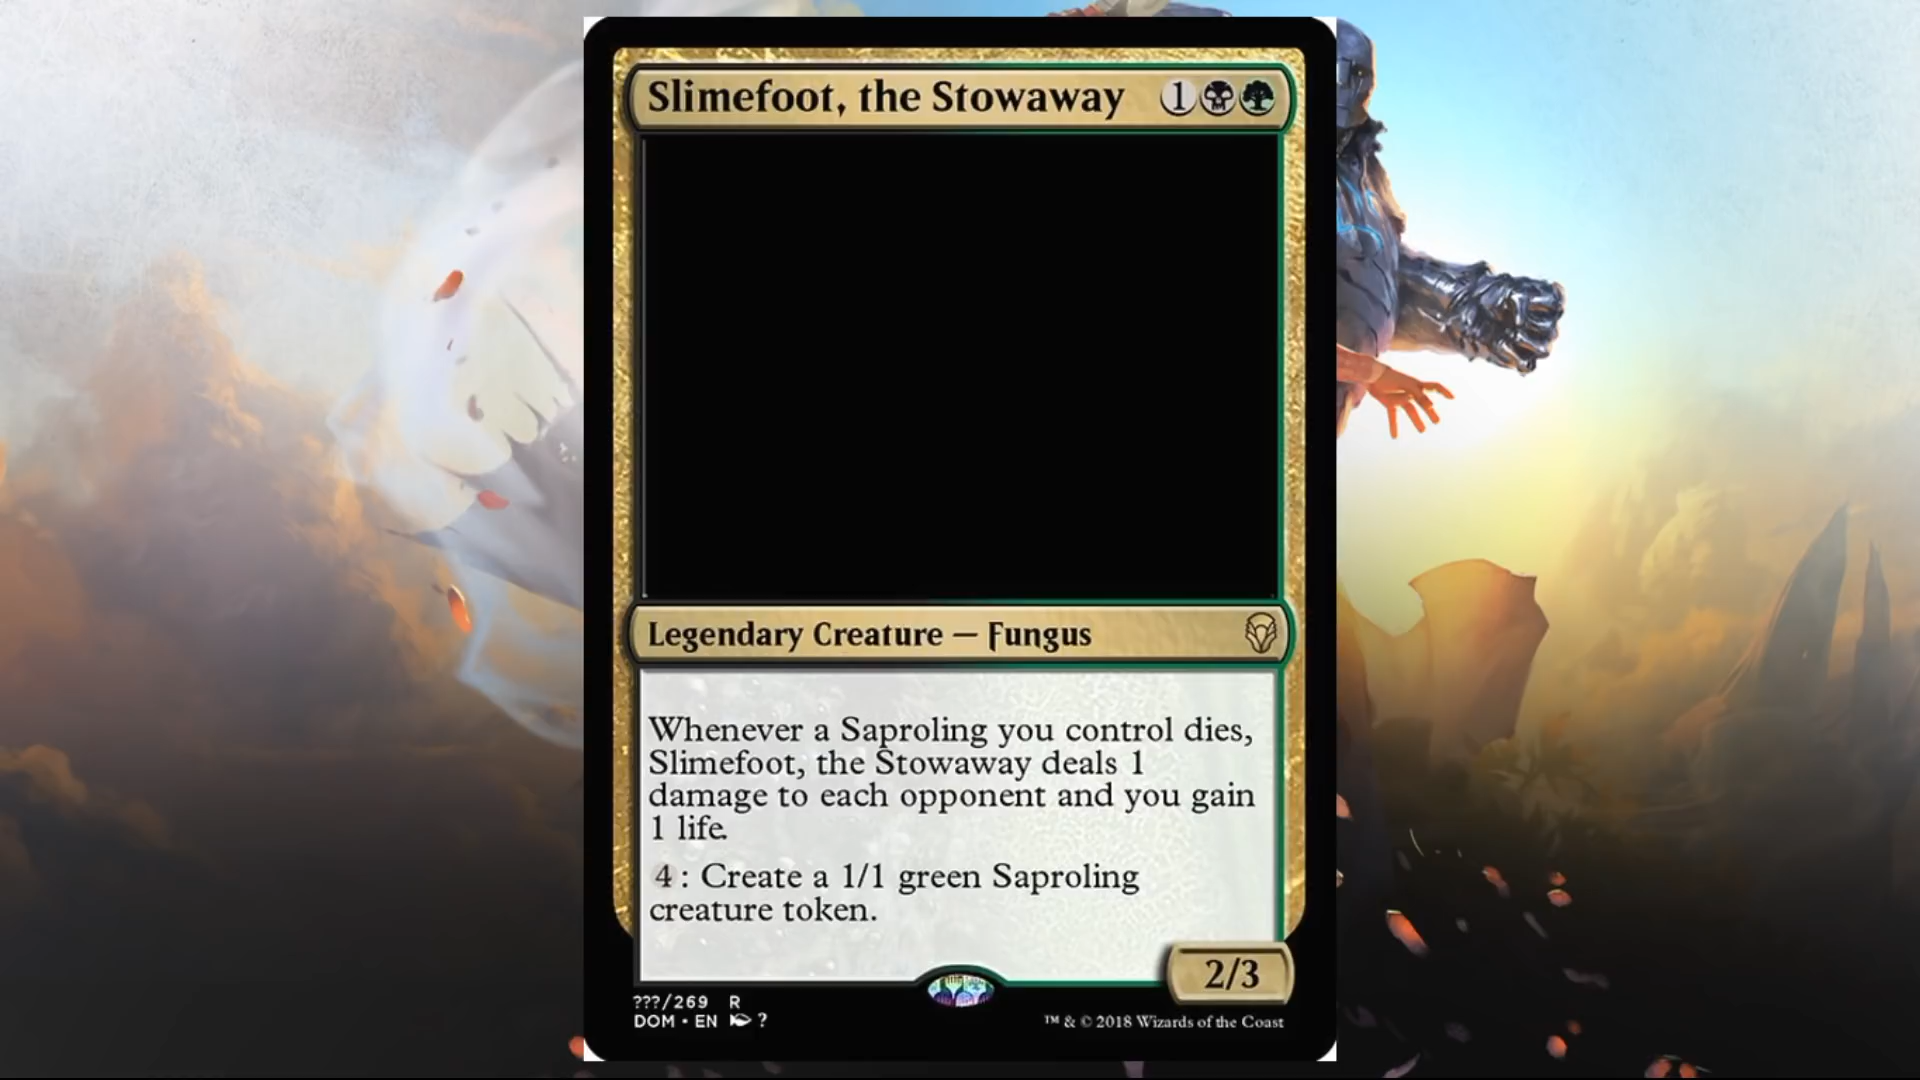 Slimefoot, the Stowaway 1
Legendary Creature — Fungus
Whenever a Saproling you control dies,
Slimefoot, the Stowaway deals 1
damage to each opponent and you gain
1 life.
4: Create a 1/1 green Saproling
creature token.
2/3
???/269 R
DOM • EN ?
™ & © 2018 Wizards of the Coast